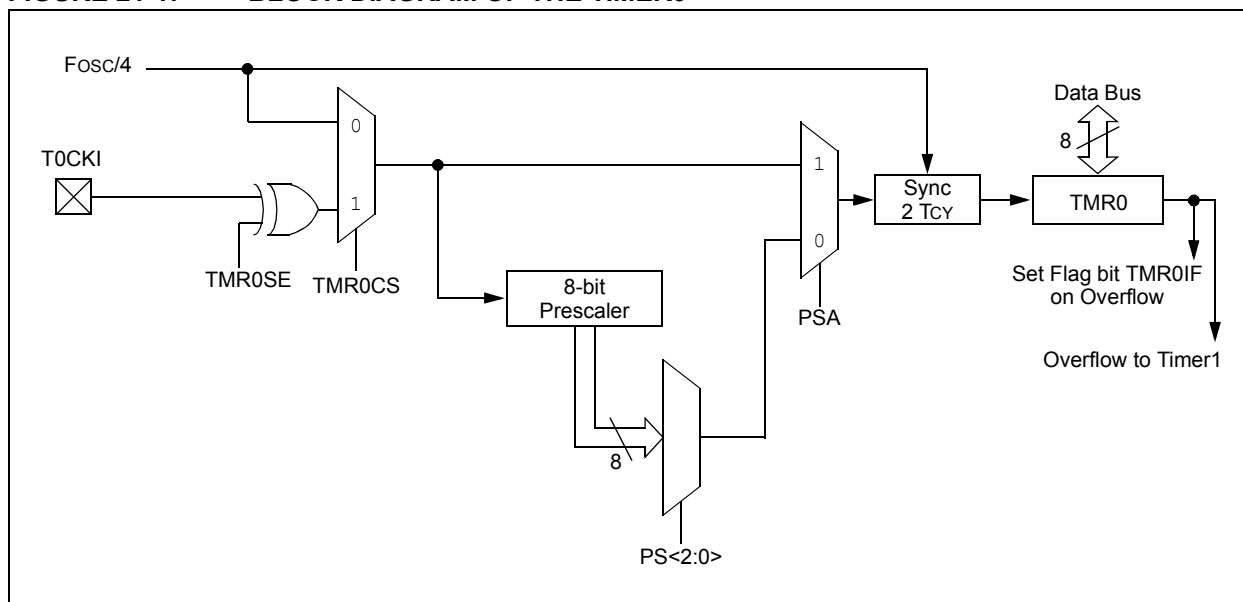 FOSC/4
0
T0CKI
1
TMR0SE
TMR0CS
8-bit
Prescaler
8
PS<2:0>
1
0
PSA
Sync
2 TCY
Data Bus
8
TMR0
Set Flag bit TMR0IF
on Overflow
Overflow to Timer1